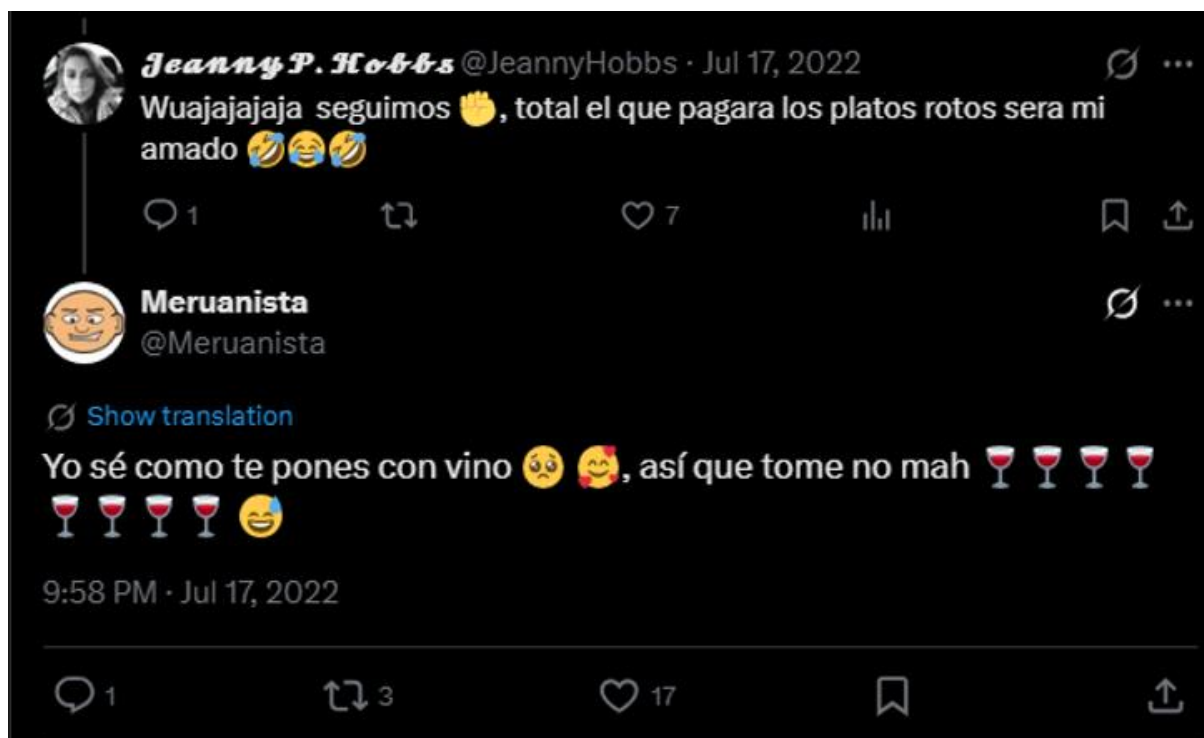 𝓙𝓮𝓪𝓷𝓷𝔂 𝓟. 𝓗𝓸𝓫𝓫𝓼 @JeannyHobbs · Jul 17, 2022
Wuajajajaja seguimos ✊, total el que pagara los platos rotos sera mi
amado 🤣😂🤣
1 7
Meruanista
@Meruanista
Show translation
Yo sé como te pones con vino 🥺 🥰, así que tome no mah 🍷 🍷 🍷 🍷
🍷 🍷 🍷 🍷 😅
9:58 PM · Jul 17, 2022
1 3 17